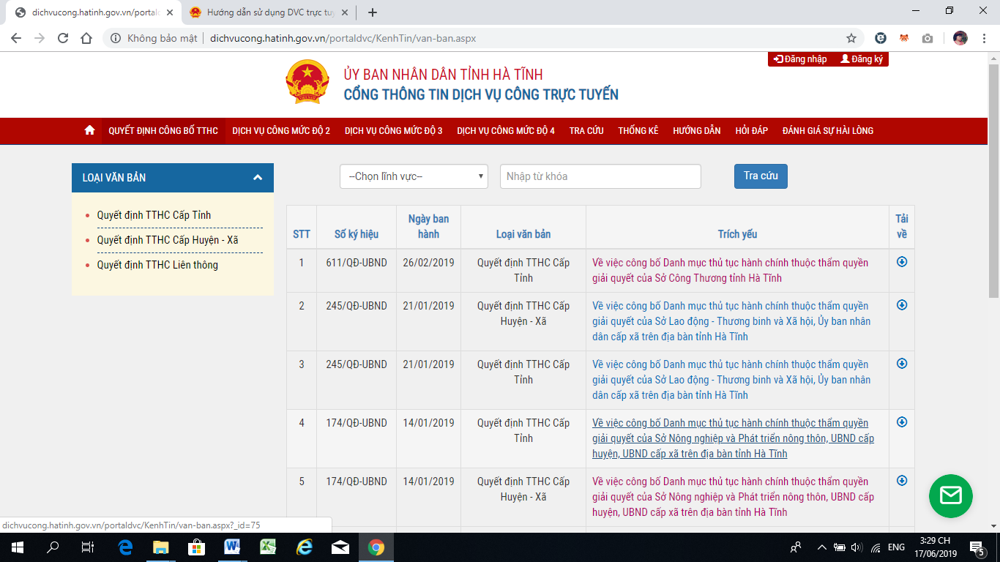 dichvucong.hatinh.gov.vn/portald
Hướng dẫn sử dụng DVC trực tuy
Không bảo mật
dichvucong.hatinh.gov.vn/portaldvc/KenhTin/van-ban.aspx
Đăng nhập
Đăng ký
ỦY BAN NHÂN DÂN TỈNH HÀ TĨNH
CỔNG THÔNG TIN DỊCH VỤ CÔNG TRỰC TUYẾN
QUYẾT ĐỊNH CÔNG BỐ TTHC DỊCH VỤ CÔNG MỨC ĐỘ 2 DỊCH VỤ CÔNG MỨC ĐỘ 3 DỊCH VỤ CÔNG MỨC ĐỘ 4 TRA CỨU THỐNG KÊ HƯỚNG DẪN HỎI ĐÁP ĐÁNH GIÁ SỰ HÀI LÒNG
LOẠI VĂN BẢN
Quyết định TTHC Cấp Tỉnh
Quyết định TTHC Cấp Huyện - Xã
Quyết định TTHC Liên thông
--Chọn lĩnh vực--
Nhập từ khóa
Tra cứu
STT
Số ký hiệu
Ngày ban
hành
Loại văn bản
Trích yếu
Tải
về
1
611/QĐ-UBND
26/02/2019
Quyết định TTHC Cấp
Tỉnh
Về việc công bố Danh mục thủ tục hành chính thuộc thẩm quyền
giải quyết của Sở Công Thương tỉnh Hà Tĩnh
2
245/QĐ-UBND
21/01/2019
Quyết định TTHC Cấp
Huyện - Xã
Về việc công bố Danh mục thủ tục hành chính thuộc thẩm quyền
giải quyết của Sở Lao động - Thương binh và Xã hội, Ủy ban nhân
dân cấp xã trên địa bàn tỉnh Hà Tĩnh
3
245/QĐ-UBND
21/01/2019
Quyết định TTHC Cấp
Tỉnh
Về việc công bố Danh mục thủ tục hành chính thuộc thẩm quyền
giải quyết của Sở Lao động - Thương binh và Xã hội, Ủy ban nhân
dân cấp xã trên địa bàn tỉnh Hà Tĩnh
4
174/QĐ-UBND
14/01/2019
Quyết định TTHC Cấp
Tỉnh
Về việc công bố Danh mục thủ tục hành chính thuộc thẩm quyền
giải quyết của Sở Nông nghiệp và Phát triển nông thôn, UBND cấp
huyện, UBND cấp xã trên địa bàn tỉnh Hà Tĩnh
5
174/QĐ-UBND
14/01/2019
Quyết định TTHC Cấp
Huyện - Xã
Về việc công bố Danh mục thủ tục hành chính thuộc thẩm quyền
giải quyết của Sở Nông nghiệp và Phát triển nông thôn, UBND cấp
huyện, UBND cấp xã trên địa bàn tỉnh Hà Tĩnh
dichvucong.hatinh.gov.vn/portaldvc/KenhTin/van-ban.aspx?_id=75
ENG
3:29 CH
17/06/2019
5